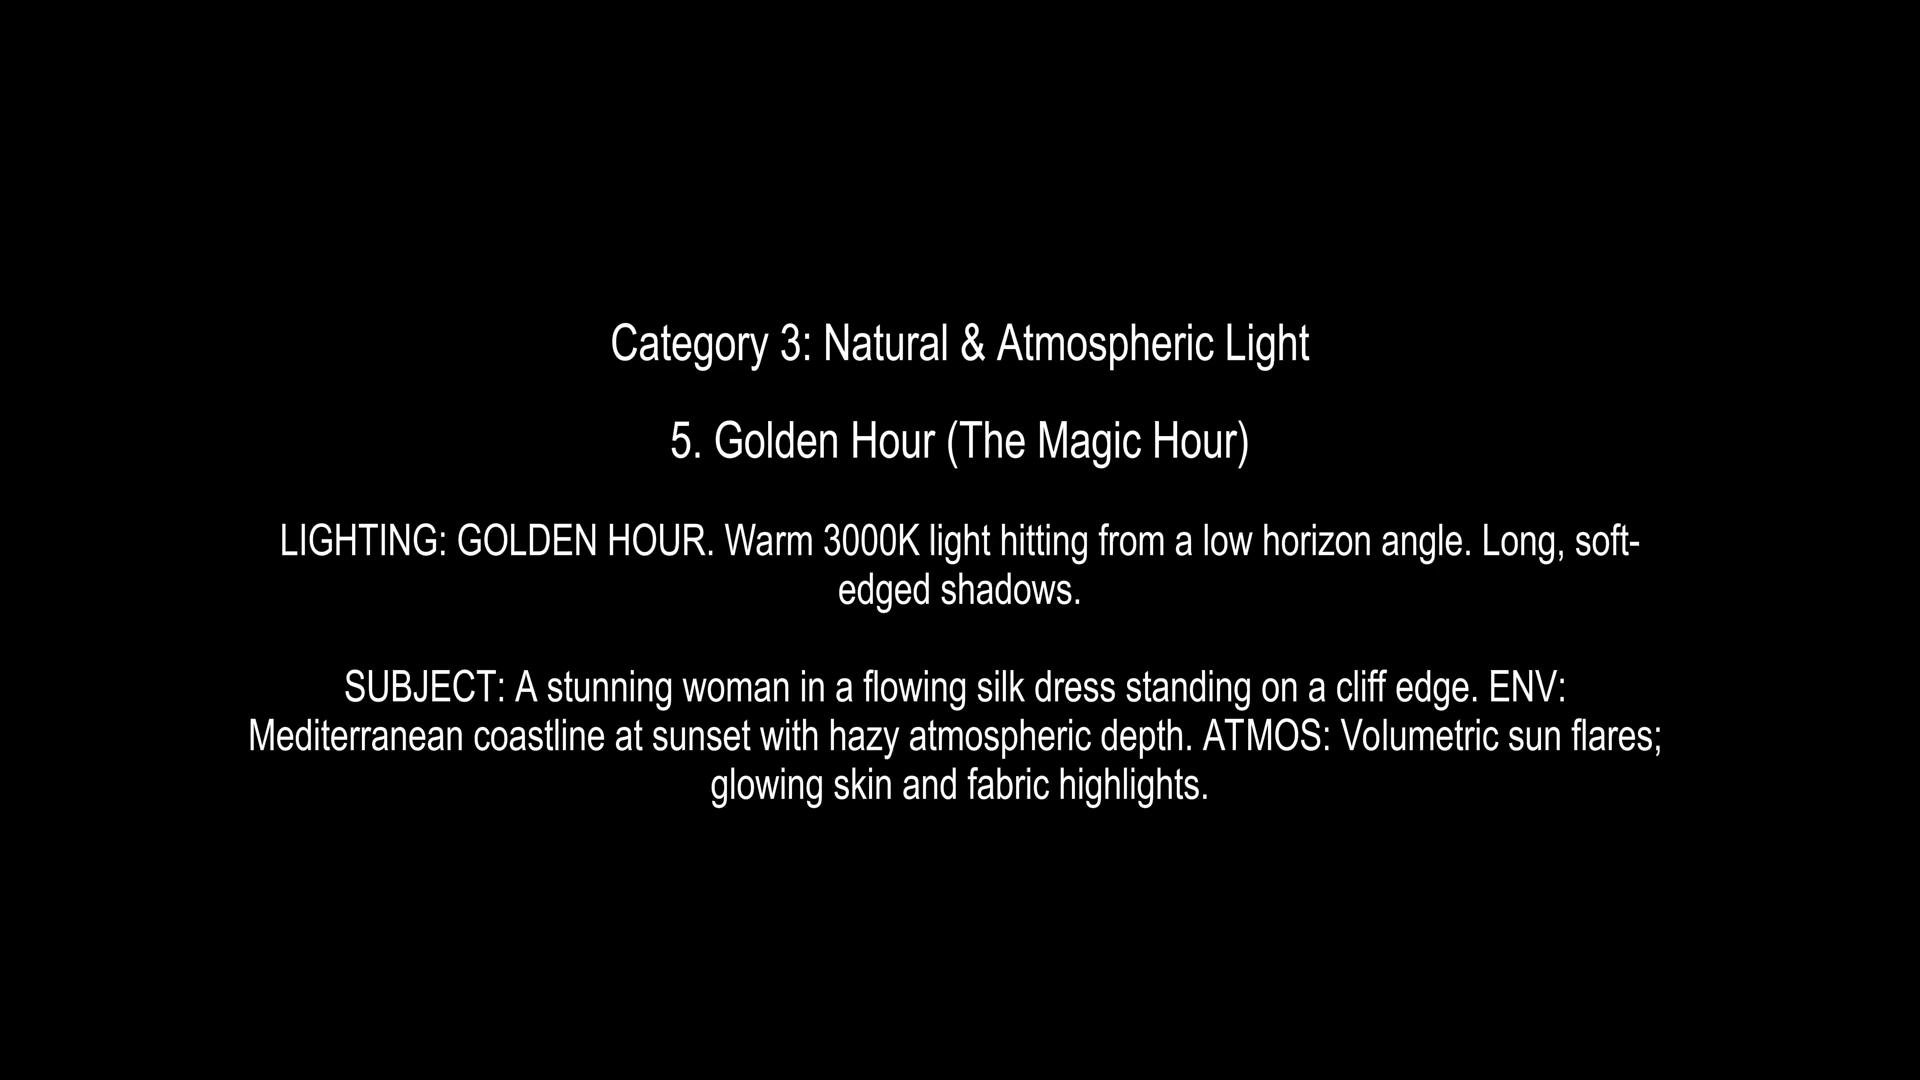 Category 3: Natural & Atmospheric Light
5. Golden Hour (The Magic Hour)
LIGHTING: GOLDEN HOUR. Warm 3000K light hitting from a low horizon angle. Long, soft-
edged shadows.
SUBJECT: A stunning woman in a flowing silk dress standing on a cliff edge. ENV:
Mediterranean coastline at sunset with hazy atmospheric depth. ATMOS: Volumetric sun flares;
glowing skin and fabric highlights.